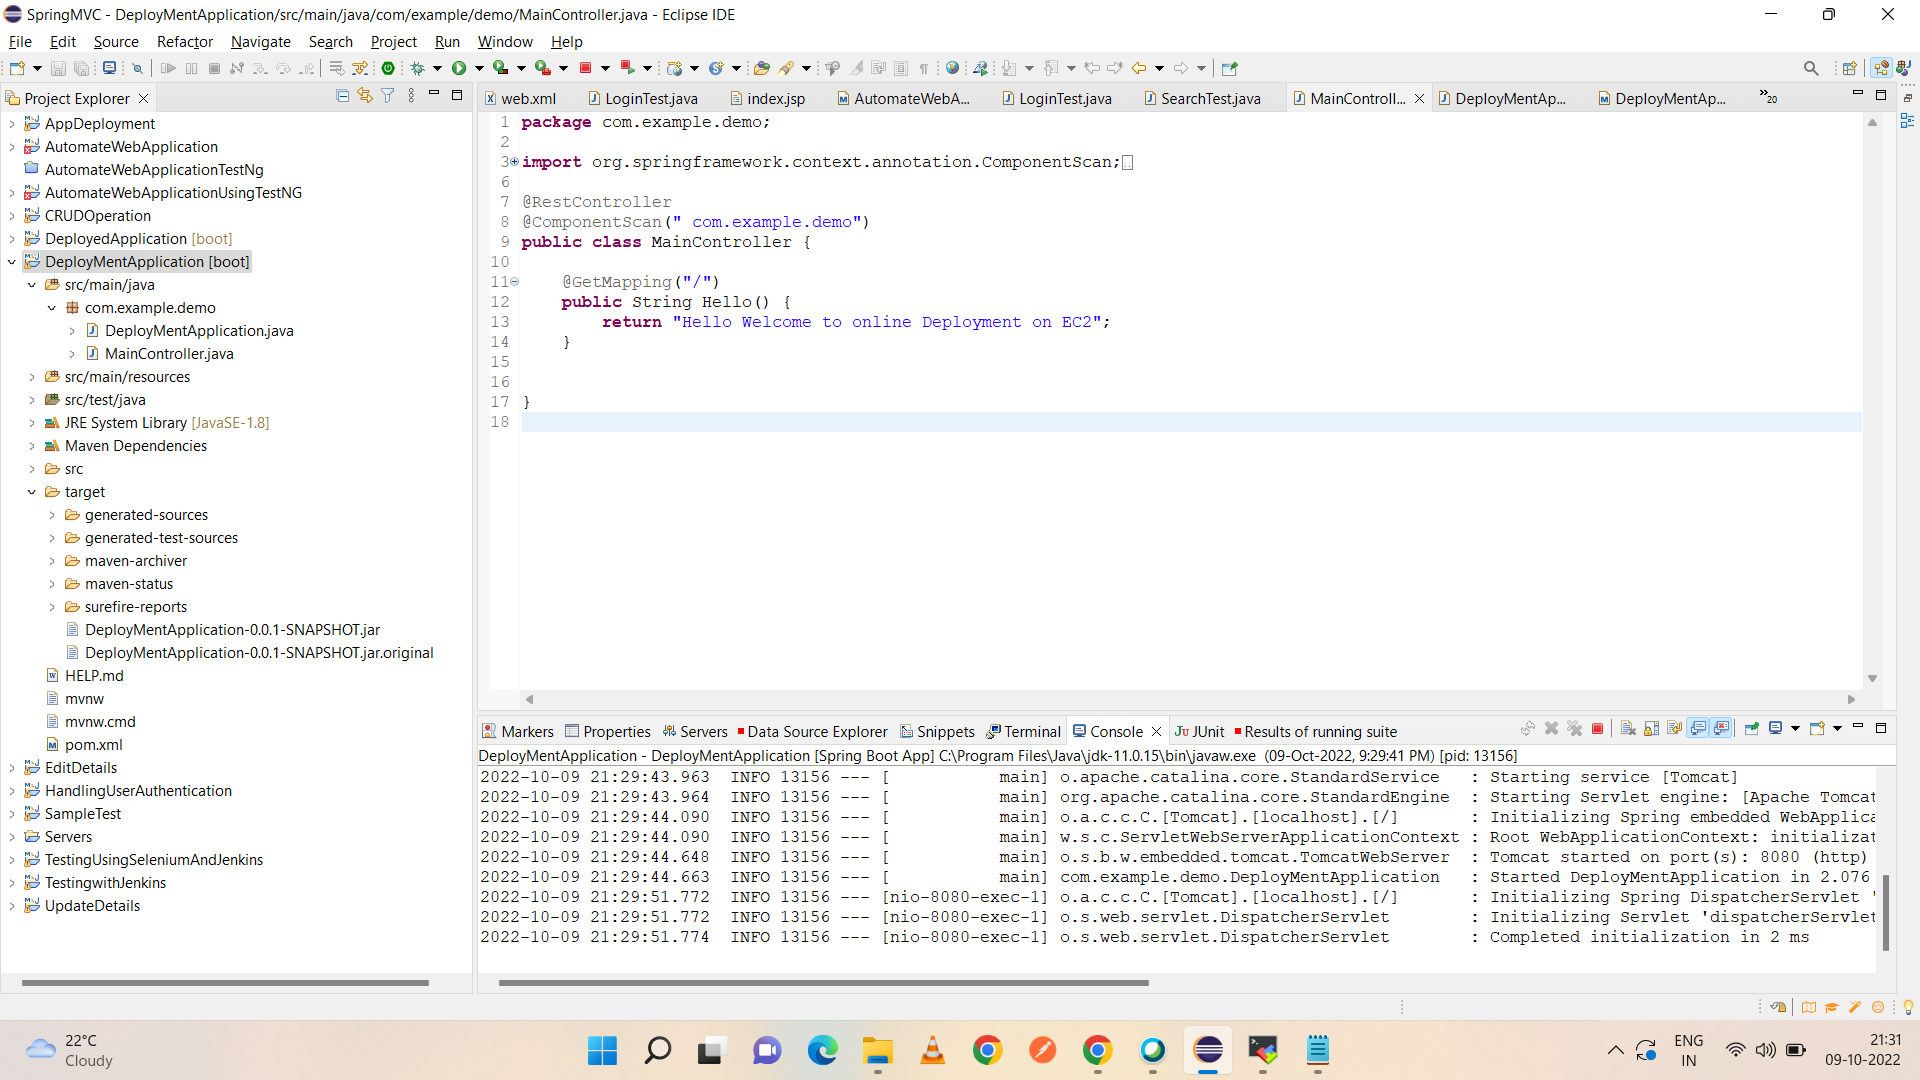 SpringMVC - DeployMentApplication/src/main/java/com/example/demo/MainController.java - Eclipse IDE
File Edit Source Refactor Navigate Search Project Run Window Help
Project Explorer
AppDeployment
AutomateWebApplication
AutomateWebApplicationTestNg
AutomateWebApplicationUsingTestNG
CRUDOperation
DeployedApplication [boot]
DeployMentApplication [boot]
src/main/java
com.example.demo
DeployMentApplication.java
MainController.java
src/main/resources
src/test/java
JRE System Library [JavaSE-1.8]
Maven Dependencies
src
target
generated-sources
generated-test-sources
maven-archiver
maven-status
surefire-reports
DeployMentApplication-0.0.1-SNAPSHOT.jar
DeployMentApplication-0.0.1-SNAPSHOT.jar.original
HELP.md
mvnw
mvnw.cmd
pom.xml
EditDetails
HandlingUserAuthentication
SampleTest
Servers
TestingUsingSeleniumAndJenkins
TestingwithJenkins
UpdateDetails
web.xml LoginTest.java index.jsp AutomateWebA... LoginTest.java SearchTest.java MainControll... DeployMentAp... DeployMentAp... »20
1 package com.example.demo;
2
3 import org.springframework.context.annotation.ComponentScan;
6
7 @RestController
8 @ComponentScan(" com.example.demo")
9 public class MainController {
10
11 @GetMapping("/")
12 public String Hello() {
13 return "Hello Welcome to online Deployment on EC2";
14 }
15
16
17 }
18
Markers Properties Servers Data Source Explorer Snippets Terminal Console JUnit Results of running suite
DeployMentApplication - DeployMentApplication [Spring Boot App] C:\Program Files\Java\jdk-11.0.15\bin\javaw.exe (09-Oct-2022, 9:29:41 PM) [pid: 13156]
2022-10-09 21:29:43.963 INFO 13156 --- [ main] o.apache.catalina.core.StandardService : Starting service [Tomcat]
2022-10-09 21:29:43.964 INFO 13156 --- [ main] org.apache.catalina.core.StandardEngine : Starting Servlet engine: [Apache Tomcat
2022-10-09 21:29:44.090 INFO 13156 --- [ main] o.a.c.c.C.[Tomcat].[localhost].[/] : Initializing Spring embedded WebApplica
2022-10-09 21:29:44.090 INFO 13156 --- [ main] w.s.c.ServletWebServerApplicationContext : Root WebApplicationContext: initializat
2022-10-09 21:29:44.648 INFO 13156 --- [ main] o.s.b.w.embedded.tomcat.TomcatWebServer : Tomcat started on port(s): 8080 (http)
2022-10-09 21:29:44.663 INFO 13156 --- [ main] com.example.demo.DeployMentApplication : Started DeployMentApplication in 2.076
2022-10-09 21:29:51.772 INFO 13156 --- [nio-8080-exec-1] o.a.c.c.C.[Tomcat].[localhost].[/] : Initializing Spring DispatcherServlet '
2022-10-09 21:29:51.772 INFO 13156 --- [nio-8080-exec-1] o.s.web.servlet.DispatcherServlet : Initializing Servlet 'dispatcherServlet
2022-10-09 21:29:51.774 INFO 13156 --- [nio-8080-exec-1] o.s.web.servlet.DispatcherServlet : Completed initialization in 2 ms
22°C
Cloudy
ENG
IN
21:31
09-10-2022